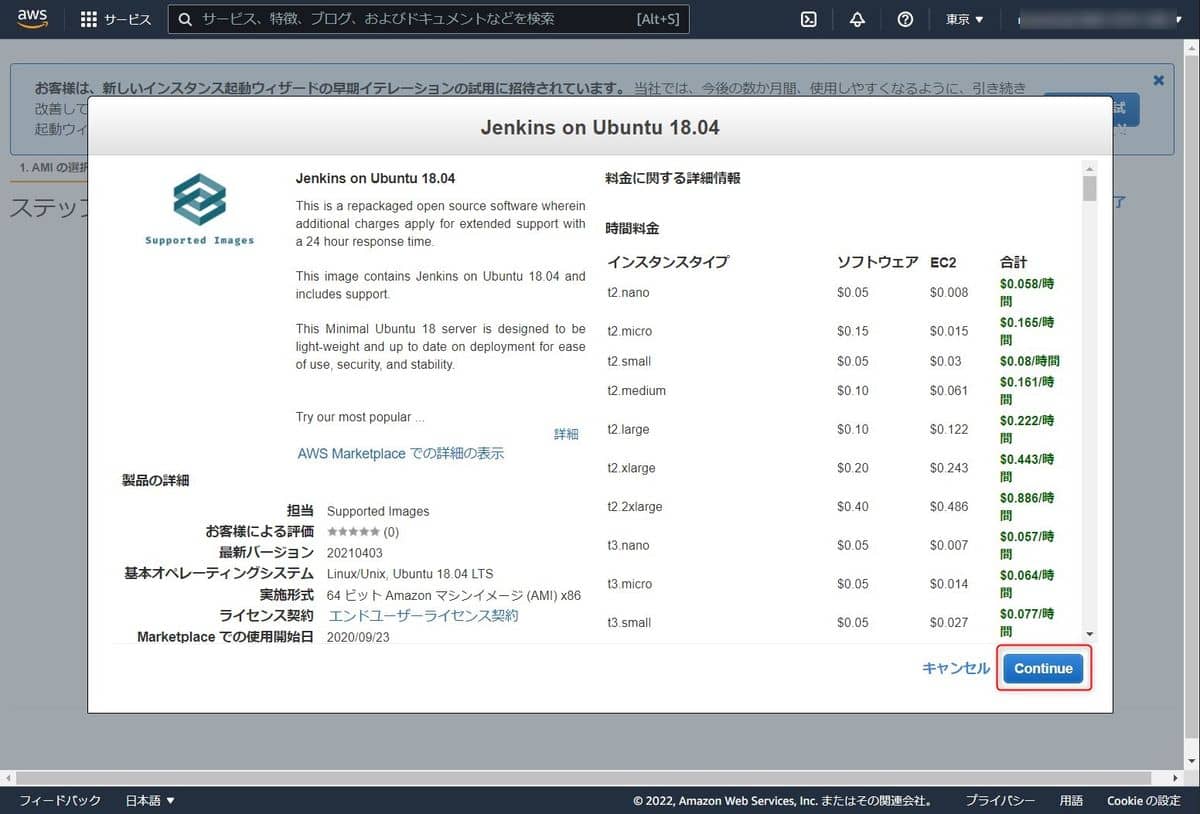 aws
サービス
サービス、特徴、ブログ、およびドキュメントなどを検索
[Alt+S]
東京 ▼
お客様は、新しいインスタンス起動ウィザードの早期イテレーションの試用に招待されています。 当社では、今後の数か月間、使用しやすくなるように、引き続き
改善して
起動ウィ
試
1. AMI の選択
ステップ
了
Jenkins on Ubuntu 18.04
Supported Images
Jenkins on Ubuntu 18.04
This is a repackaged open source software wherein
additional charges apply for extended support with
a 24 hour response time.
This image contains Jenkins on Ubuntu 18.04 and
includes support.
This Minimal Ubuntu 18 server is designed to be
light-weight and up to date on deployment for ease
of use, security, and stability.
Try our most popular ...
詳細
AWS Marketplace での詳細の表示
製品の詳細
担当 Supported Images
お客様による評価 ★★★★★ (0)
最新バージョン 20210403
基本オペレーティングシステム Linux/Unix, Ubuntu 18.04 LTS
実施形式 64 ビット Amazon マシンイメージ (AMI) x86
ライセンス契約 エンドユーザーライセンス契約
Marketplace での使用開始日 2020/09/23
料金に関する詳細情報
時間料金
インスタンスタイプ ソフトウェア EC2 合計
t2.nano $0.05 $0.008 $0.058/時間
t2.micro $0.15 $0.015 $0.165/時間
t2.small $0.05 $0.03 $0.08/時間
t2.medium $0.10 $0.061 $0.161/時間
t2.large $0.10 $0.122 $0.222/時間
t2.xlarge $0.20 $0.243 $0.443/時間
t2.2xlarge $0.40 $0.486 $0.886/時間
t3.nano $0.05 $0.007 $0.057/時間
t3.micro $0.05 $0.014 $0.064/時間
t3.small $0.05 $0.027 $0.077/時間
キャンセル
Continue
フィードバック
日本語 ▼
© 2022, Amazon Web Services, Inc. またはその関連会社。
プライバシー
用語
Cookie の設定